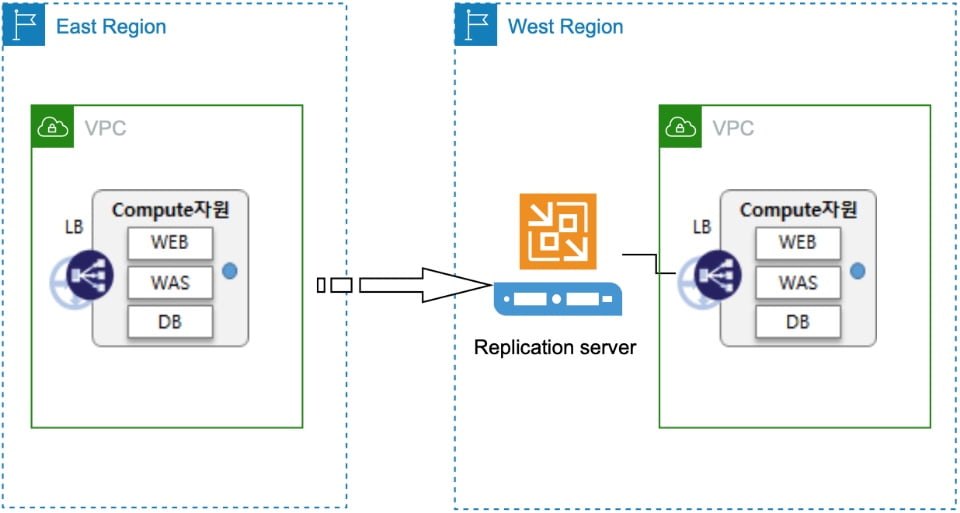 East Region
West Region
VPC
VPC
Compute자원
LB
WEB
WAS
DB
Compute자원
LB
WEB
WAS
DB
Replication server